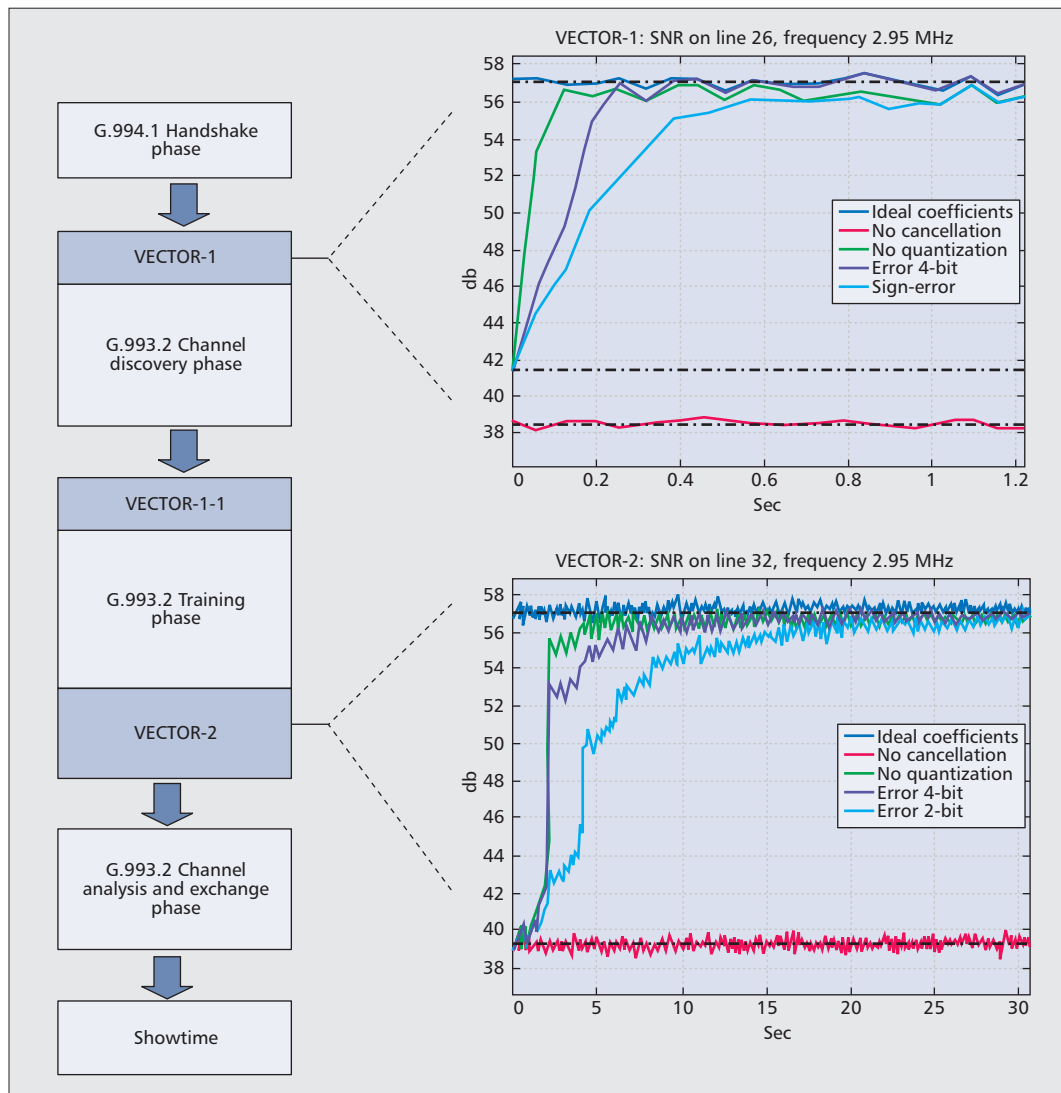 G.994.1 Handshake
phase
VECTOR-1
G.993.2 Channel
discovery phase
VECTOR-1-1
G.993.2 Training
phase
VECTOR-2
G.993.2 Channel
analysis and exchange
phase
Showtime
VECTOR-1: SNR on line 26, frequency 2.95 MHz
58
56
54
52
50
48
46
44
42
40
38
db
Ideal coefficients
No cancellation
No quantization
Error 4-bit
Sign-error
0 0.2 0.4 0.6 0.8 1 1.2
Sec
VECTOR-2: SNR on line 32, frequency 2.95 MHz
58
56
54
52
50
48
46
44
42
40
38
db
Ideal coefficients
No cancellation
No quantization
Error 4-bit
Error 2-bit
0 5 10 15 20 25 30
Sec